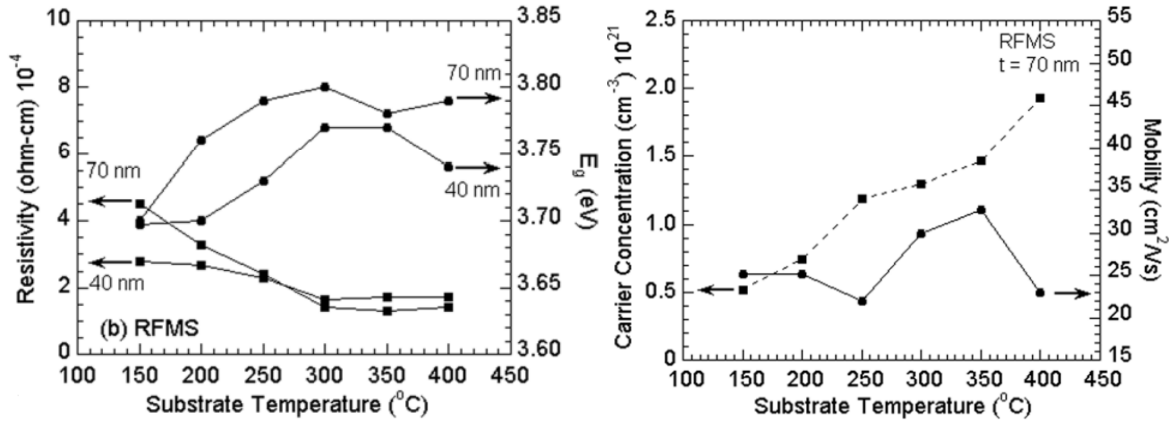 Resistivity (ohm-cm) 10⁻⁴
10
8
6
4
2
0
70 nm
40 nm
(b) RFMS
70 nm
40 nm
3.85
3.80
3.75
3.70
3.65
3.60
E_g (eV)
100 150 200 250 300 350 400 450
Substrate Temperature (°C)
Carrier Concentration (cm⁻³) 10²¹
2.5
2.0
1.5
1.0
0.5
0
RFMS
t = 70 nm
55
50
45
40
35
30
25
20
15
Mobility (cm²/V/s)
100 150 200 250 300 350 400 450
Substrate Temperature (°C)